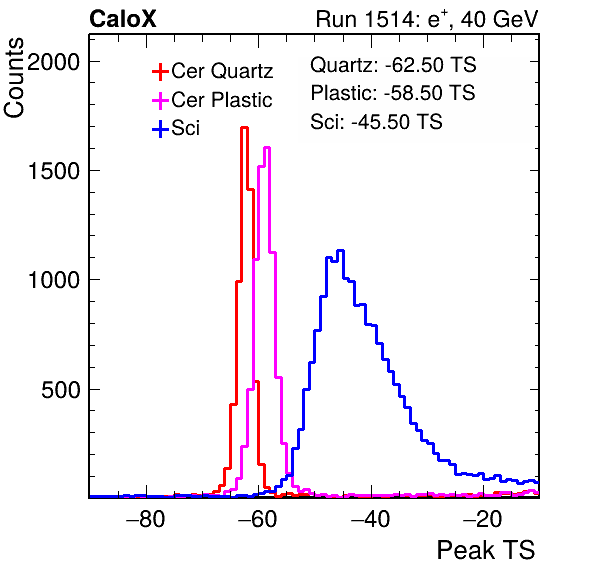 CaloX
Run 1514: e+, 40 GeV
Counts
2000
1500
1000
500
Cer Quartz
Cer Plastic
Sci
Quartz: -62.50 TS
Plastic: -58.50 TS
Sci: -45.50 TS
−80
−60
−40
−20
Peak TS